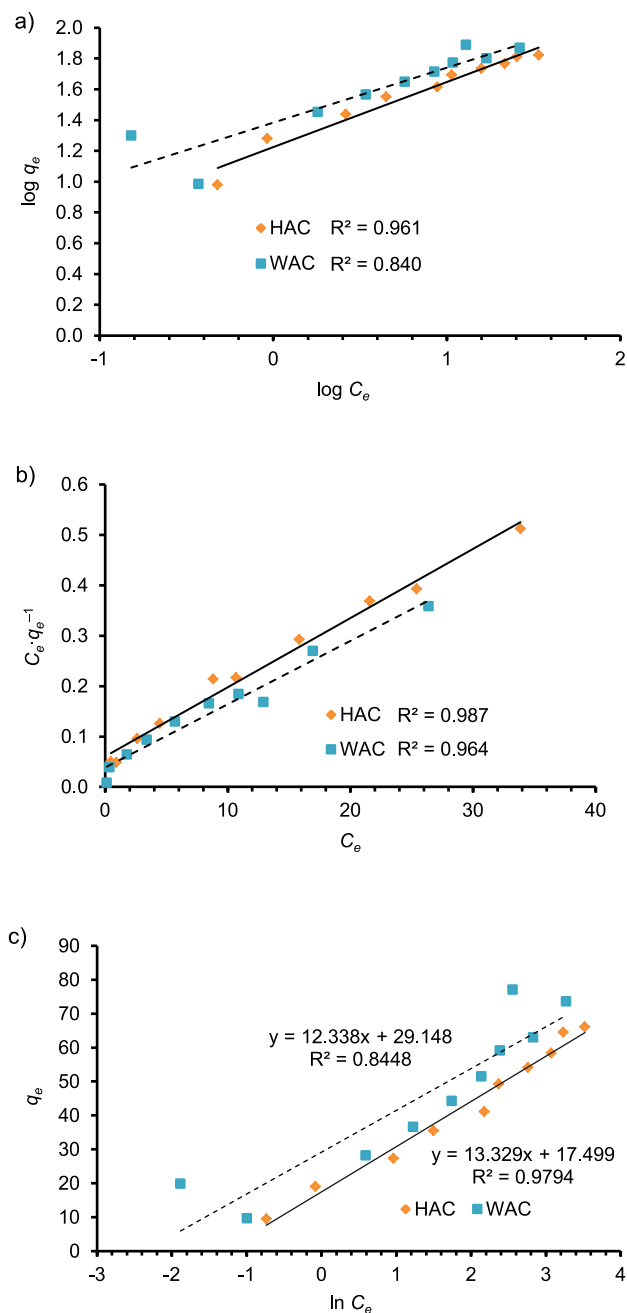 a)
2.0
1.8
1.6
1.4
1.2
1.0
0.8
0.6
0.4
0.2
0.0
log qₑ
HAC R² = 0.961
WAC R² = 0.840
-1 0 1 2
log Cₑ
b)
0.6
0.5
0.4
0.3
0.2
0.1
0.0
Cₑ·qₑ⁻¹
HAC R² = 0.987
WAC R² = 0.964
0 10 20 30 40
Cₑ
c)
90
80
70
60
50
40
30
20
10
0
qₑ
y = 12.338x + 29.148
R² = 0.8448
y = 13.329x + 17.499
R² = 0.9794
HAC WAC
-3 -2 -1 0 1 2 3 4
ln Cₑ